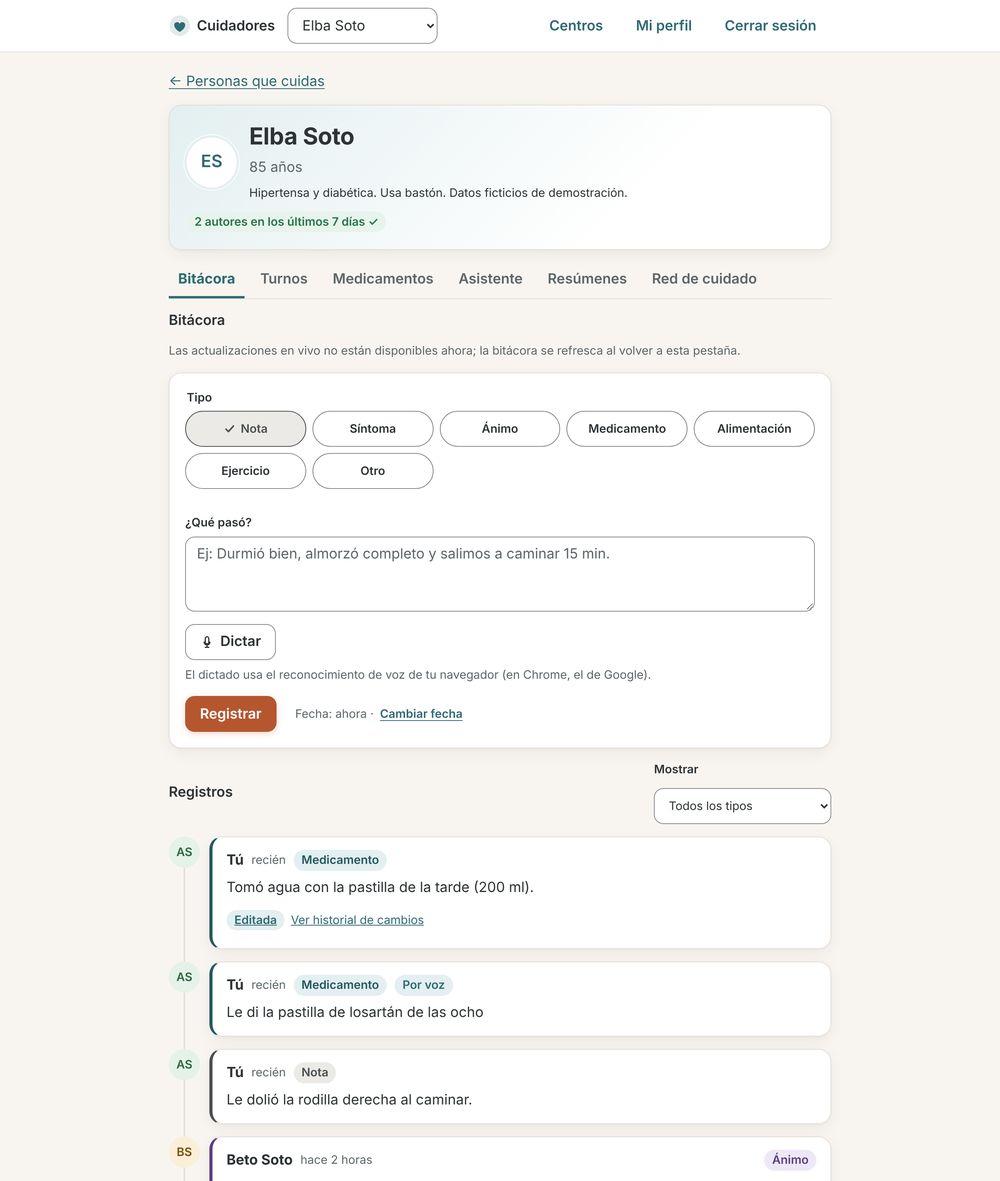 Cuidadores
Elba Soto
Centros
Mi perfil
Cerrar sesión
← Personas que cuidas
ES
Elba Soto
85 años
Hipertensa y diabética. Usa bastón. Datos ficticios de demostración.
2 autores en los últimos 7 días ✓
Bitácora
Turnos
Medicamentos
Asistente
Resúmenes
Red de cuidado
Bitácora
Las actualizaciones en vivo no están disponibles ahora; la bitácora se refresca al volver a esta pestaña.
Tipo
✓ Nota
Síntoma
Ánimo
Medicamento
Alimentación
Ejercicio
Otro
¿Qué pasó?
Ej: Durmió bien, almorzó completo y salimos a caminar 15 min.
Dictar
El dictado usa el reconocimiento de voz de tu navegador (en Chrome, el de Google).
Registrar
Fecha: ahora · Cambiar fecha
Mostrar
Registros
Todos los tipos
AS
Tú recién Medicamento
Tomó agua con la pastilla de la tarde (200 ml).
Editada Ver historial de cambios
AS
Tú recién Medicamento Por voz
Le di la pastilla de losartán de las ocho
AS
Tú recién Nota
Le dolió la rodilla derecha al caminar.
BS
Beto Soto hace 2 horas Ánimo